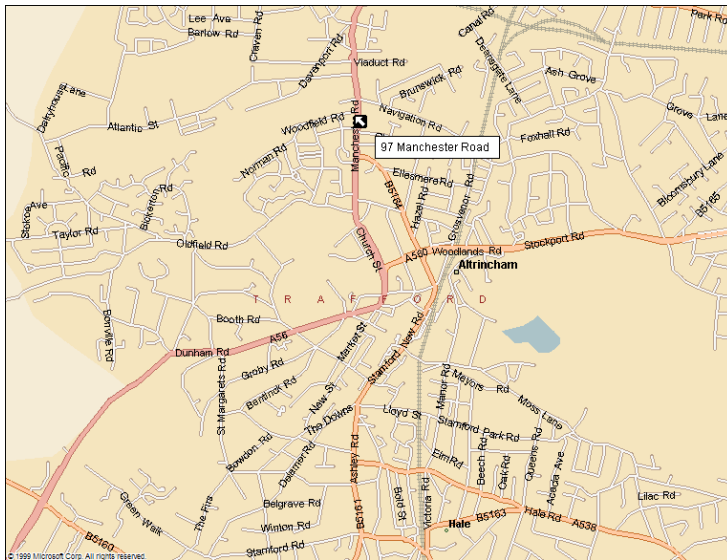 Lee Ave
Barlow Rd
Craven Rd
Davenport Rd
Viaduct Rd
Canal Rd
Park Rd
Deansgate Lane
Ash Grove
Grove Lane
Dairyhouse Lane
Atlantic St
Brunswick Rd
Woodfield Rd
Manchester Rd
Navigation Rd
97 Manchester Road
Foxhall Rd
Bloomsbury Lane
B5165
Pacific Rd
Norman Rd
Ellesmere Rd
B5164
Hazel Rd
Grosvenor Rd
Stokoe Ave
Bickerton Rd
Taylor Rd
Oldfield Rd
Church St
A560
Woodlands Rd
Stockport Rd
Altrincham
TRAFFORD
Bonville Rd
Booth Rd
A56
Market St
Stamford New Rd
Dunham Rd
Groby Rd
St Margarets Rd
Bentinck Rd
New St
The Downs
Lloyd St
Manor Rd
Moss Lane
Stamford Park Rd
Bowdon Rd
Delamer Rd
Ashley Rd
Elm Rd
Beech Rd
Oak Rd
Queens Rd
Acacia Ave
Lilac Rd
Green Walk
The Firs
Belgrave Rd
Winton Rd
Stamford Rd
B5161
Bold St
Victoria Rd
Hale
B5163
Hale Rd
A538
B5160
© 1999 Microsoft Corp. All rights reserved.